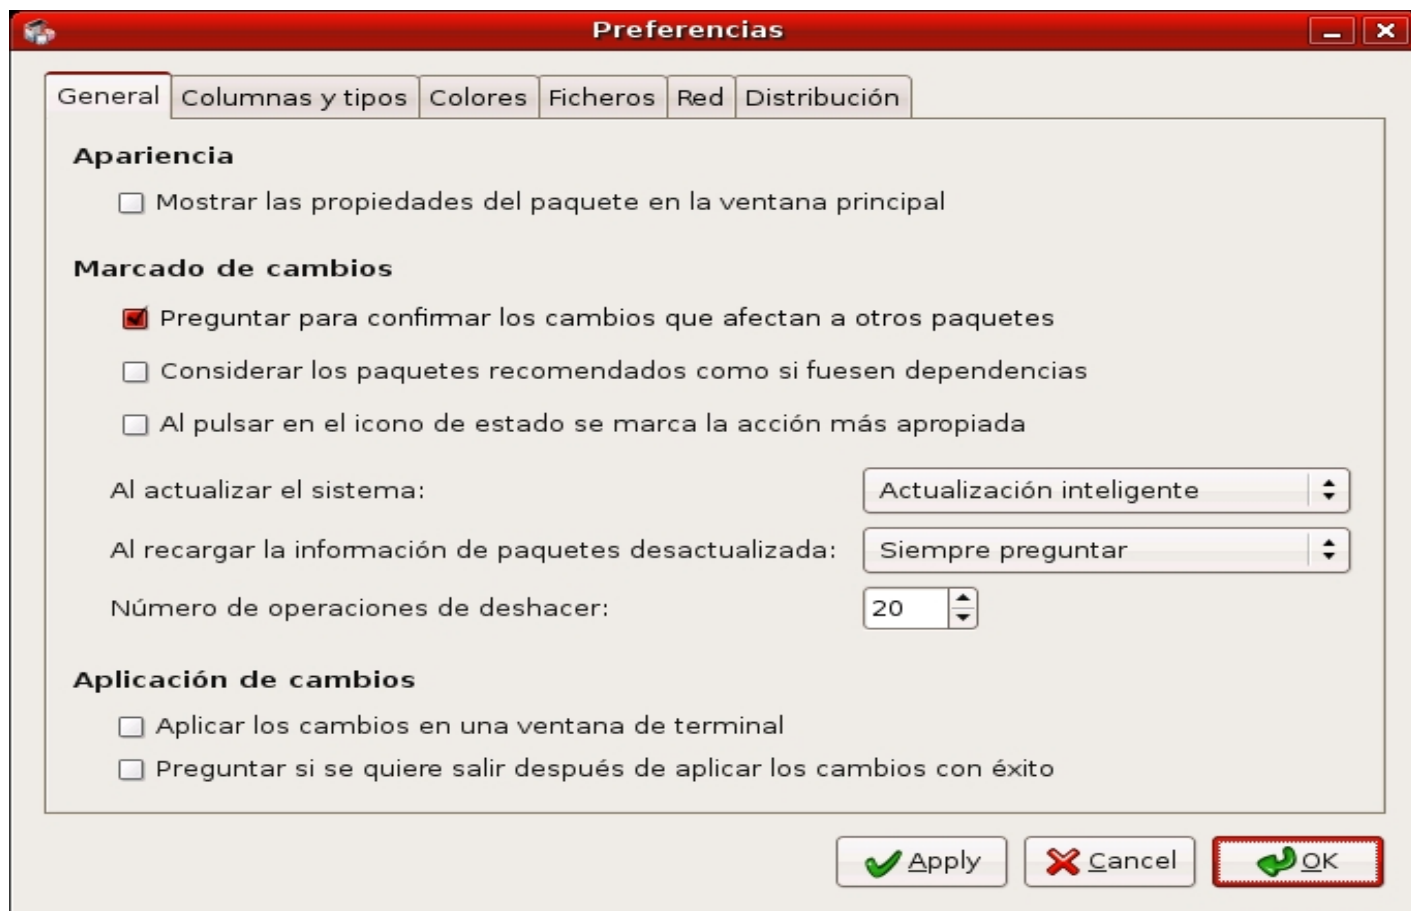 Preferencias
General Columnas y tipos Colores Ficheros Red Distribución
Apariencia
Mostrar las propiedades del paquete en la ventana principal
Marcado de cambios
Preguntar para confirmar los cambios que afectan a otros paquetes
Considerar los paquetes recomendados como si fuesen dependencias
Al pulsar en el icono de estado se marca la acción más apropiada
Al actualizar el sistema: Actualización inteligente
Al recargar la información de paquetes desactualizada: Siempre preguntar
Número de operaciones de deshacer: 20
Aplicación de cambios
Aplicar los cambios en una ventana de terminal
Preguntar si se quiere salir después de aplicar los cambios con éxito
Apply Cancel OK